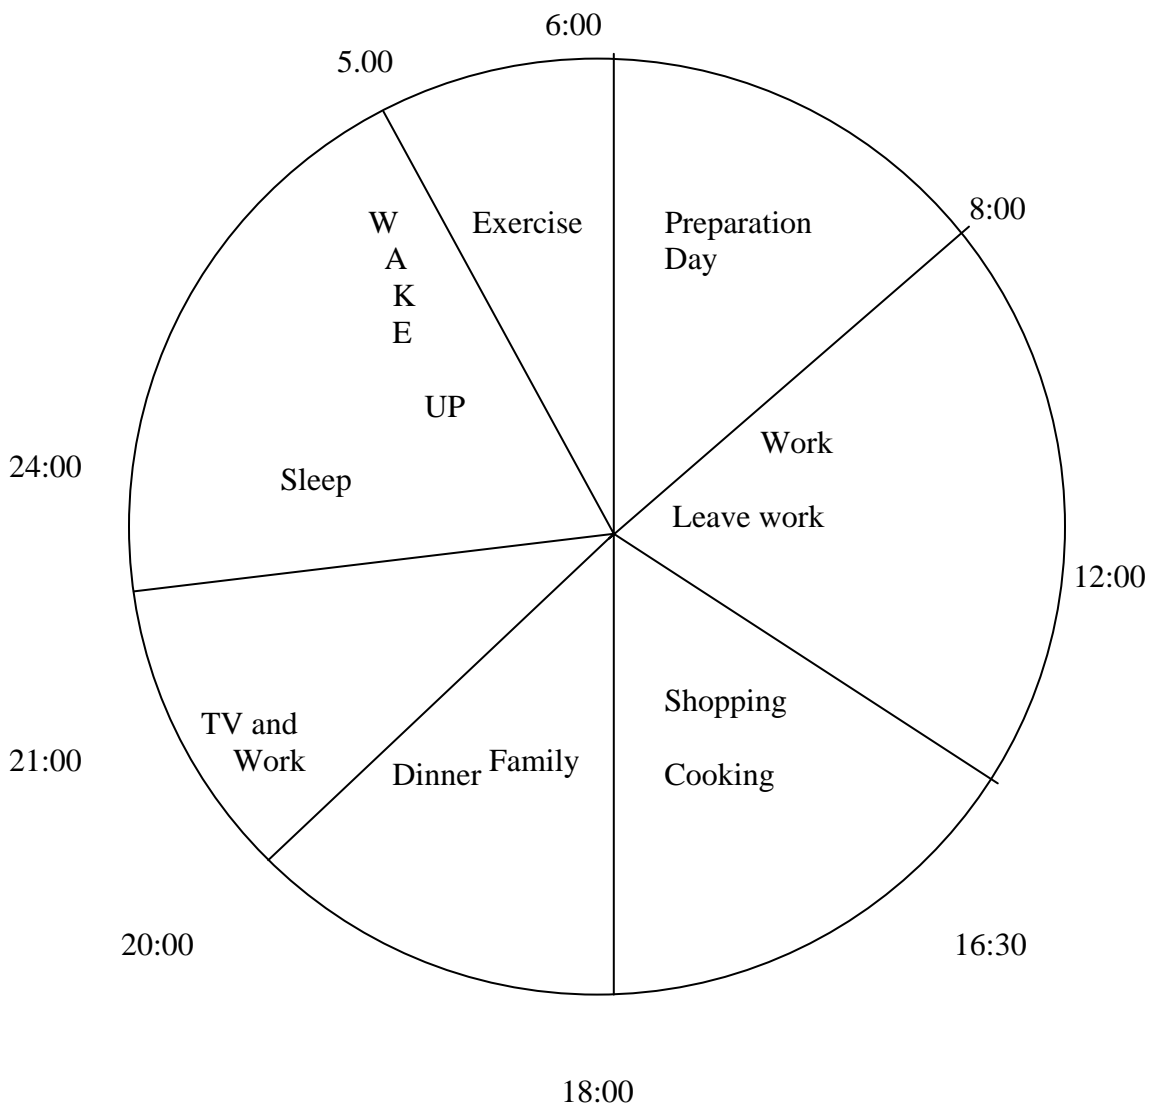 6:00
5.00
8:00
W
A
K
E
UP
Exercise
Preparation
Day
Work
Leave work
24:00
Sleep
12:00
Shopping
Cooking
TV and
Work
21:00
Dinner Family
20:00
16:30
18:00